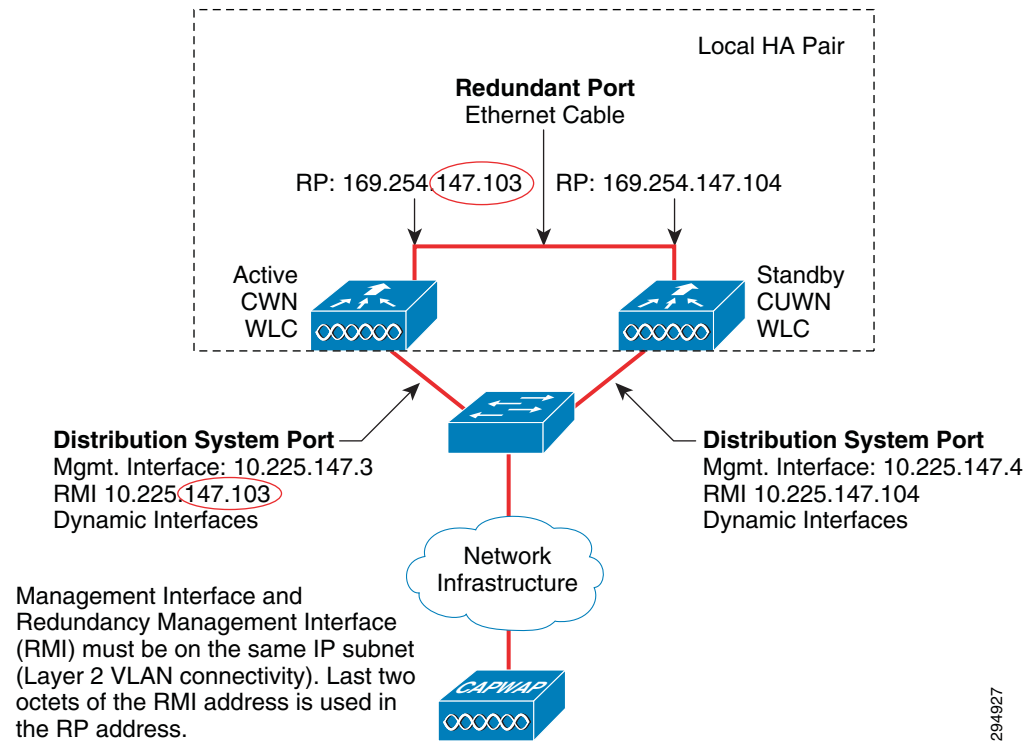 Local HA Pair
Redundant Port
Ethernet Cable
RP: 169.254.147.103
RP: 169.254.147.104
Active
CWN
WLC
Standby
CUWN
WLC
Distribution System Port
Mgmt. Interface: 10.225.147.3
RMI 10.225.147.103
Dynamic Interfaces
Distribution System Port
Mgmt. Interface: 10.225.147.4
RMI 10.225.147.104
Dynamic Interfaces
Network
Infrastructure
Management Interface and
Redundancy Management Interface
(RMI) must be on the same IP subnet
(Layer 2 VLAN connectivity). Last two
octets of the RMI address is used in
the RP address.
CAPWAP
294927